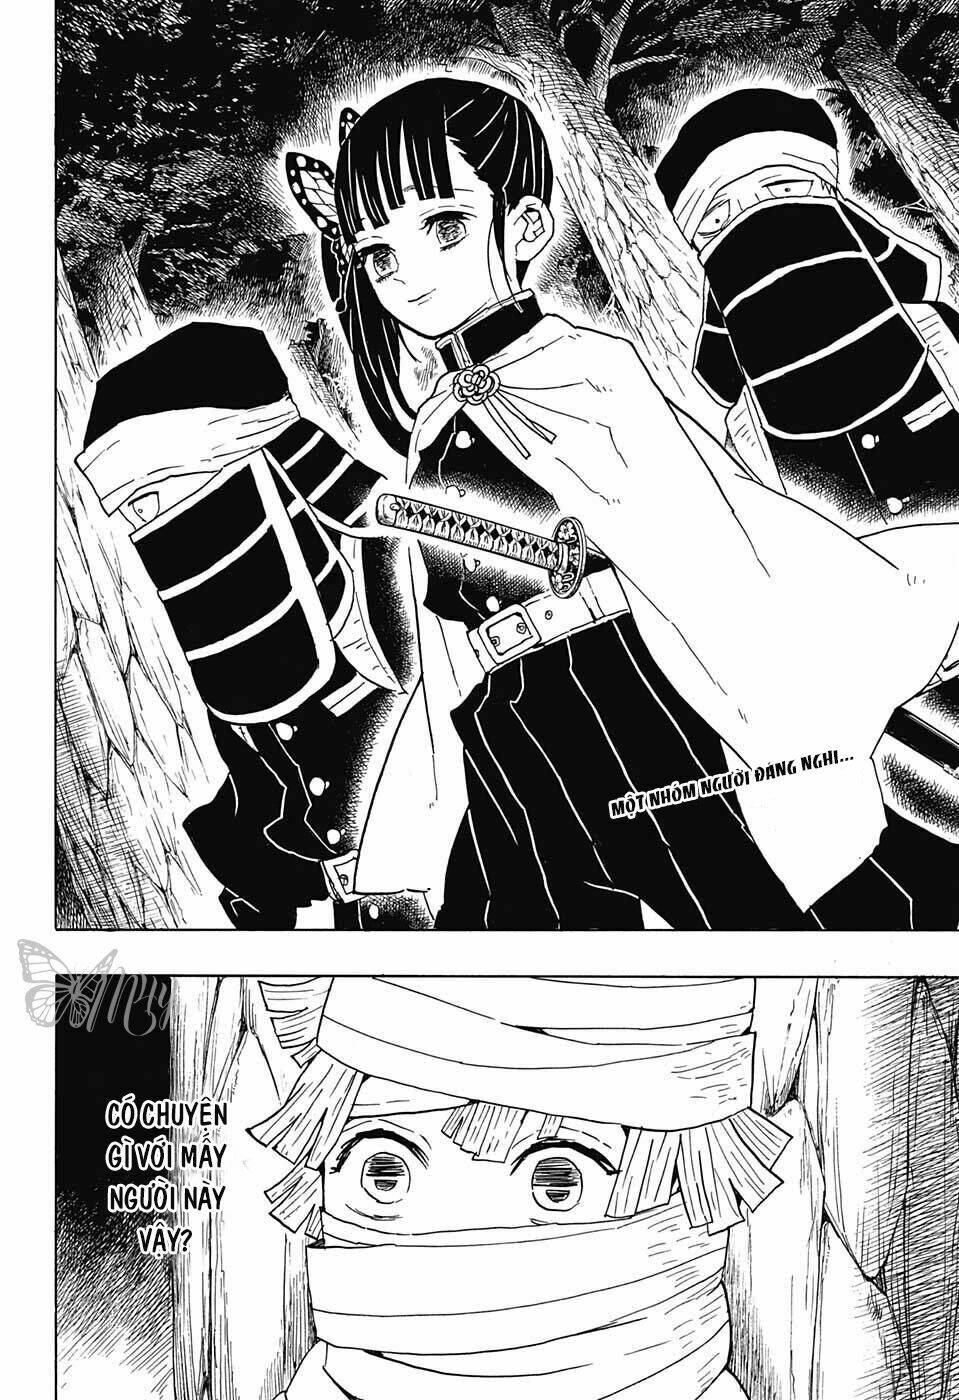 MỘT NHÓM NGƯỜI ĐÁNG NGHI...
CÓ CHUYỆN
GÌ VỚI MẤY
NGƯỜI NÀY
VẬY?